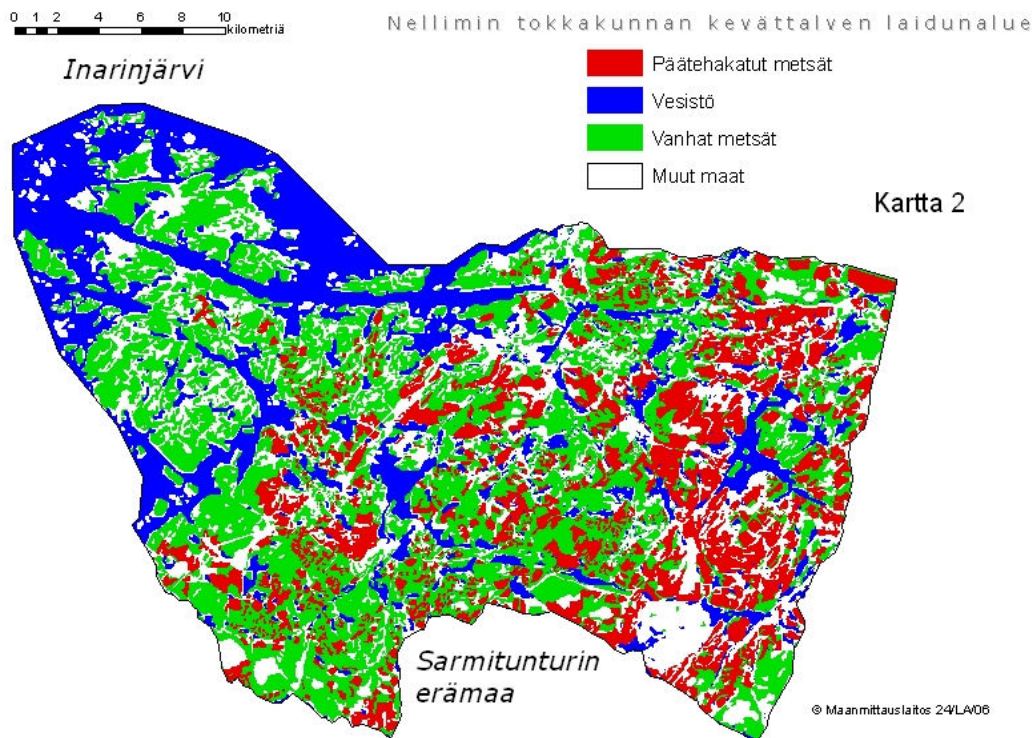 0 1 2 4 6 8 10
kilometriä
Nellimin tokkakunnan kevättalven laidunalue
Inarinjärvi
Päätehakatut metsät
Vesistö
Vanhat metsät
Muut maat
Kartta 2
Sarmitunturin
erämaa
© Maanmittauslaitos 24/LA/06